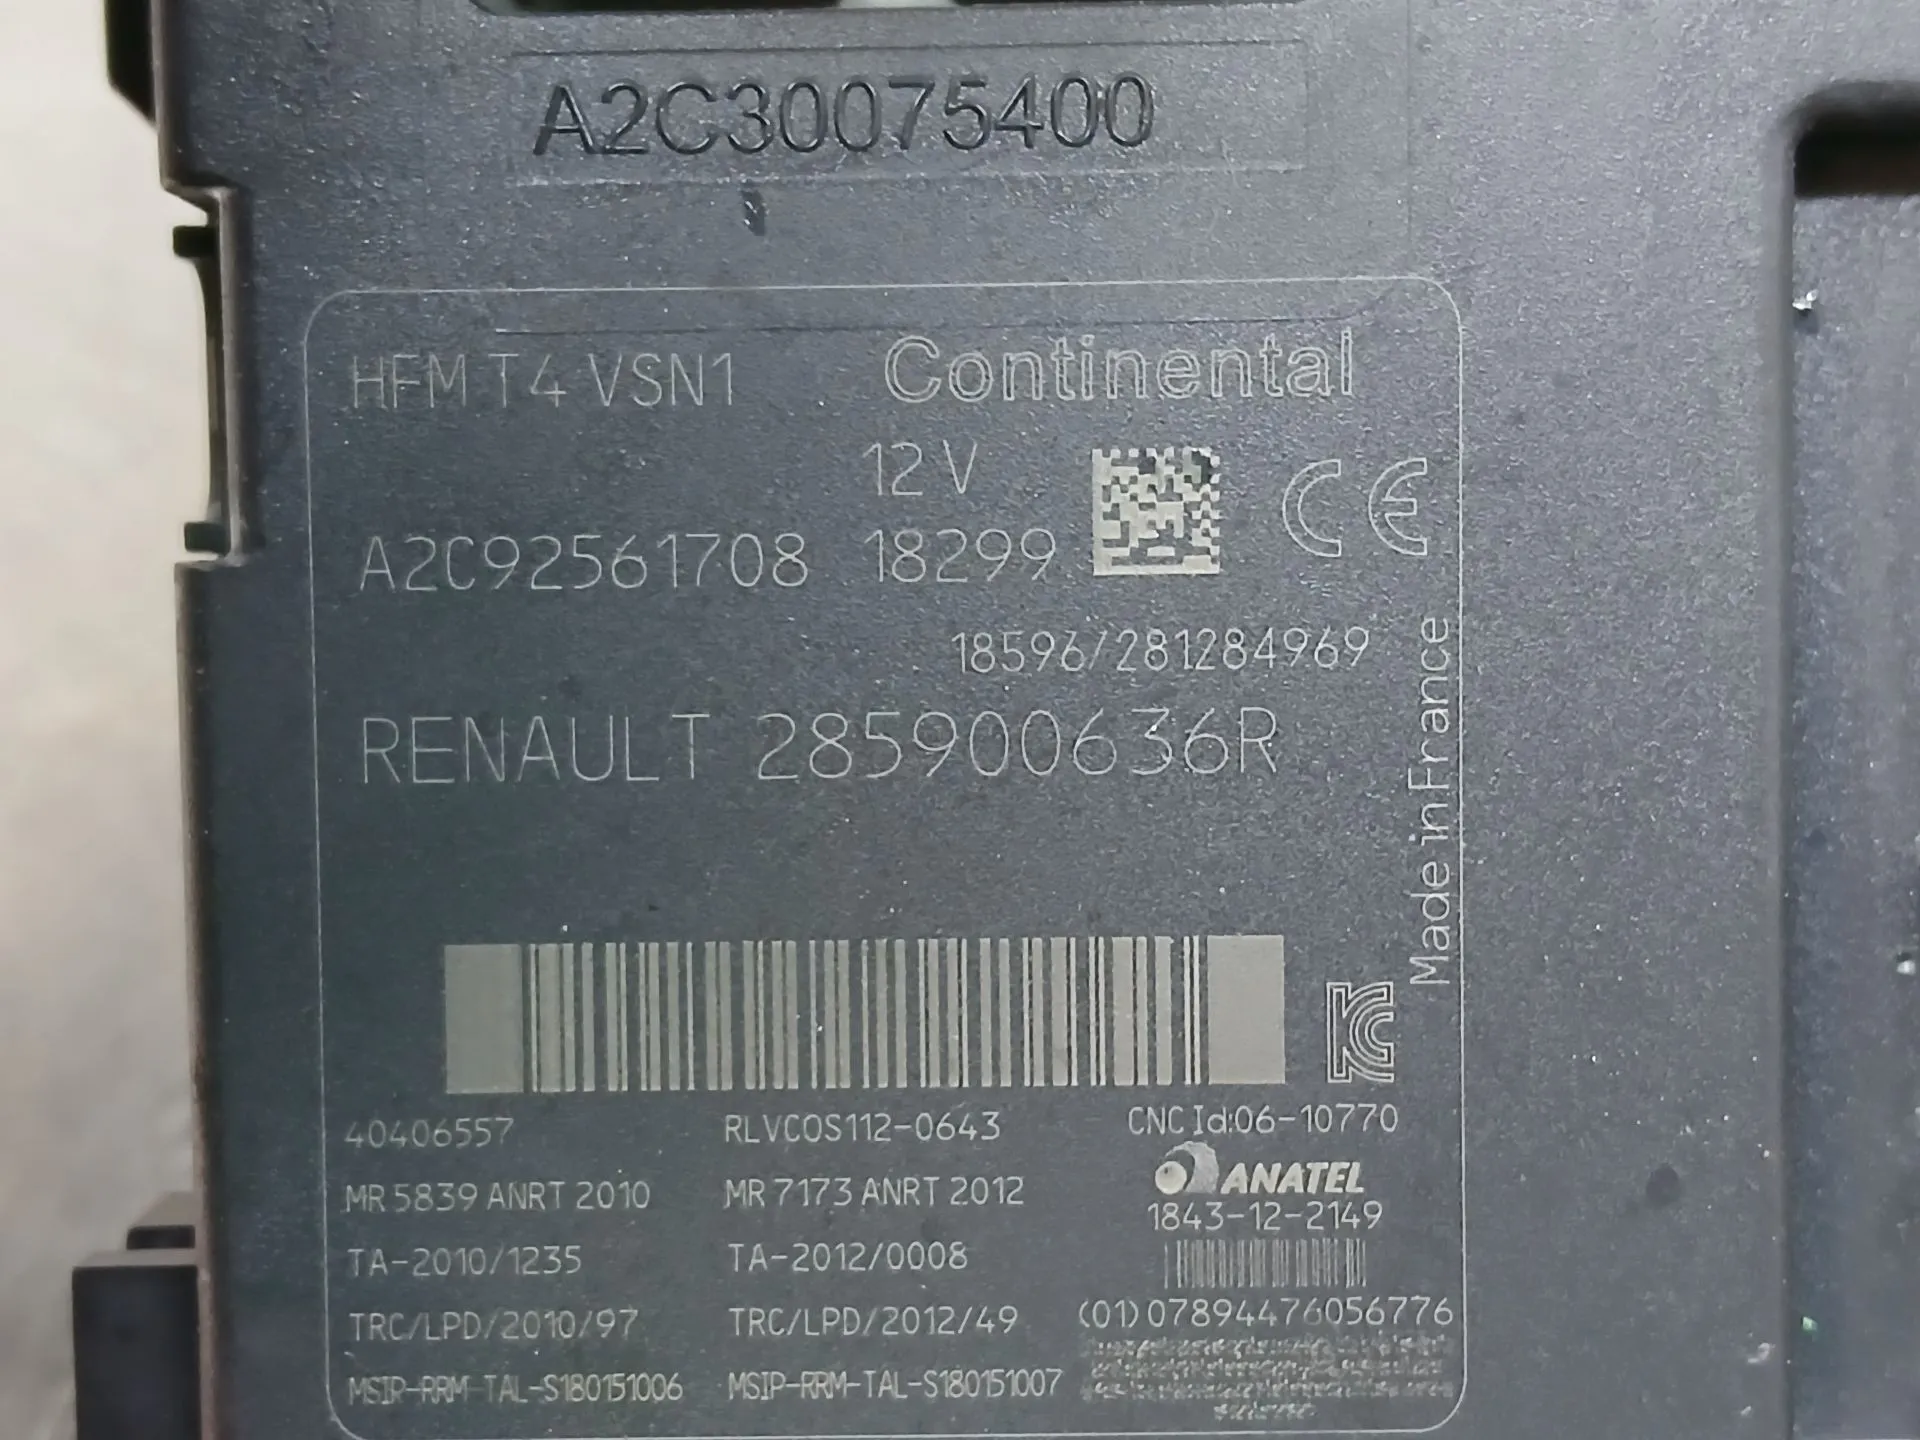 A2C30075400
HFM T4 VSN1 Continental
12 V
CE
A2C92561708 18299
18596/281284969
RENAULT 285900636R
Made in France
KC
40406557 RLVCOS112-0643 CNC Id:06-10770
MR 5839 ANRT 2010 MR 7173 ANRT 2012 ANATEL
1843-12-2149
TA-2010/1235 TA-2012/0008
TRC/LPD/2010/97 TRC/LPD/2012/49 (01)07894476056776
MSIP-RRM-TAL-S180151006 MSIP-RRM-TAL-S180151007